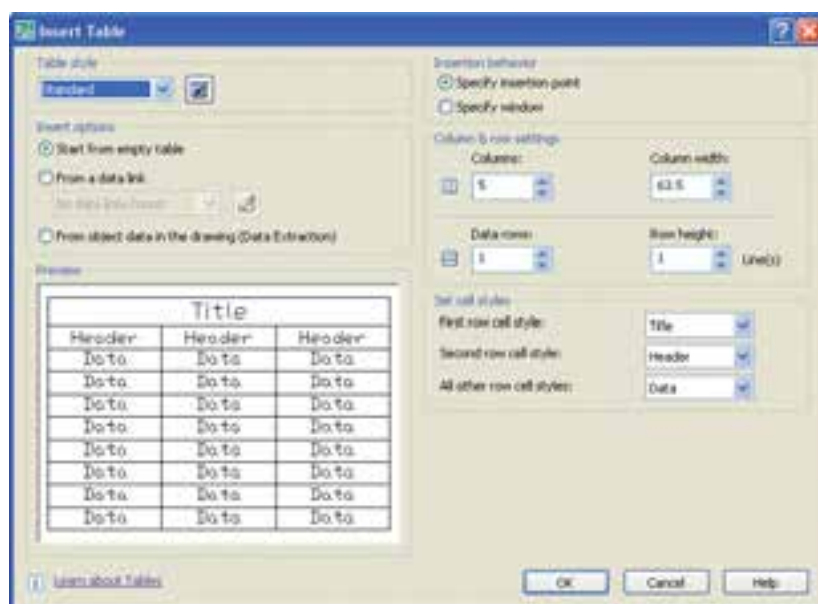 Insert Table
Table style
Standard
Insert options
Start from empty table
From a data link
No data links found
From object data in the drawing (Data Extraction)
Preview
Title
Header Header Header
Data Data Data
Data Data Data
Data Data Data
Data Data Data
Data Data Data
Data Data Data
Data Data Data
Data Data Data
Insertion behavior
Specify insertion point
Specify window
Column & row settings
Columns: Column width:
5 63.5
Data rows: Row height:
1 1 Line(s)
Set cell styles
First row cell style: Title
Second row cell style: Header
All other row cell styles: Data
Learn about Tables
OK Cancel Help